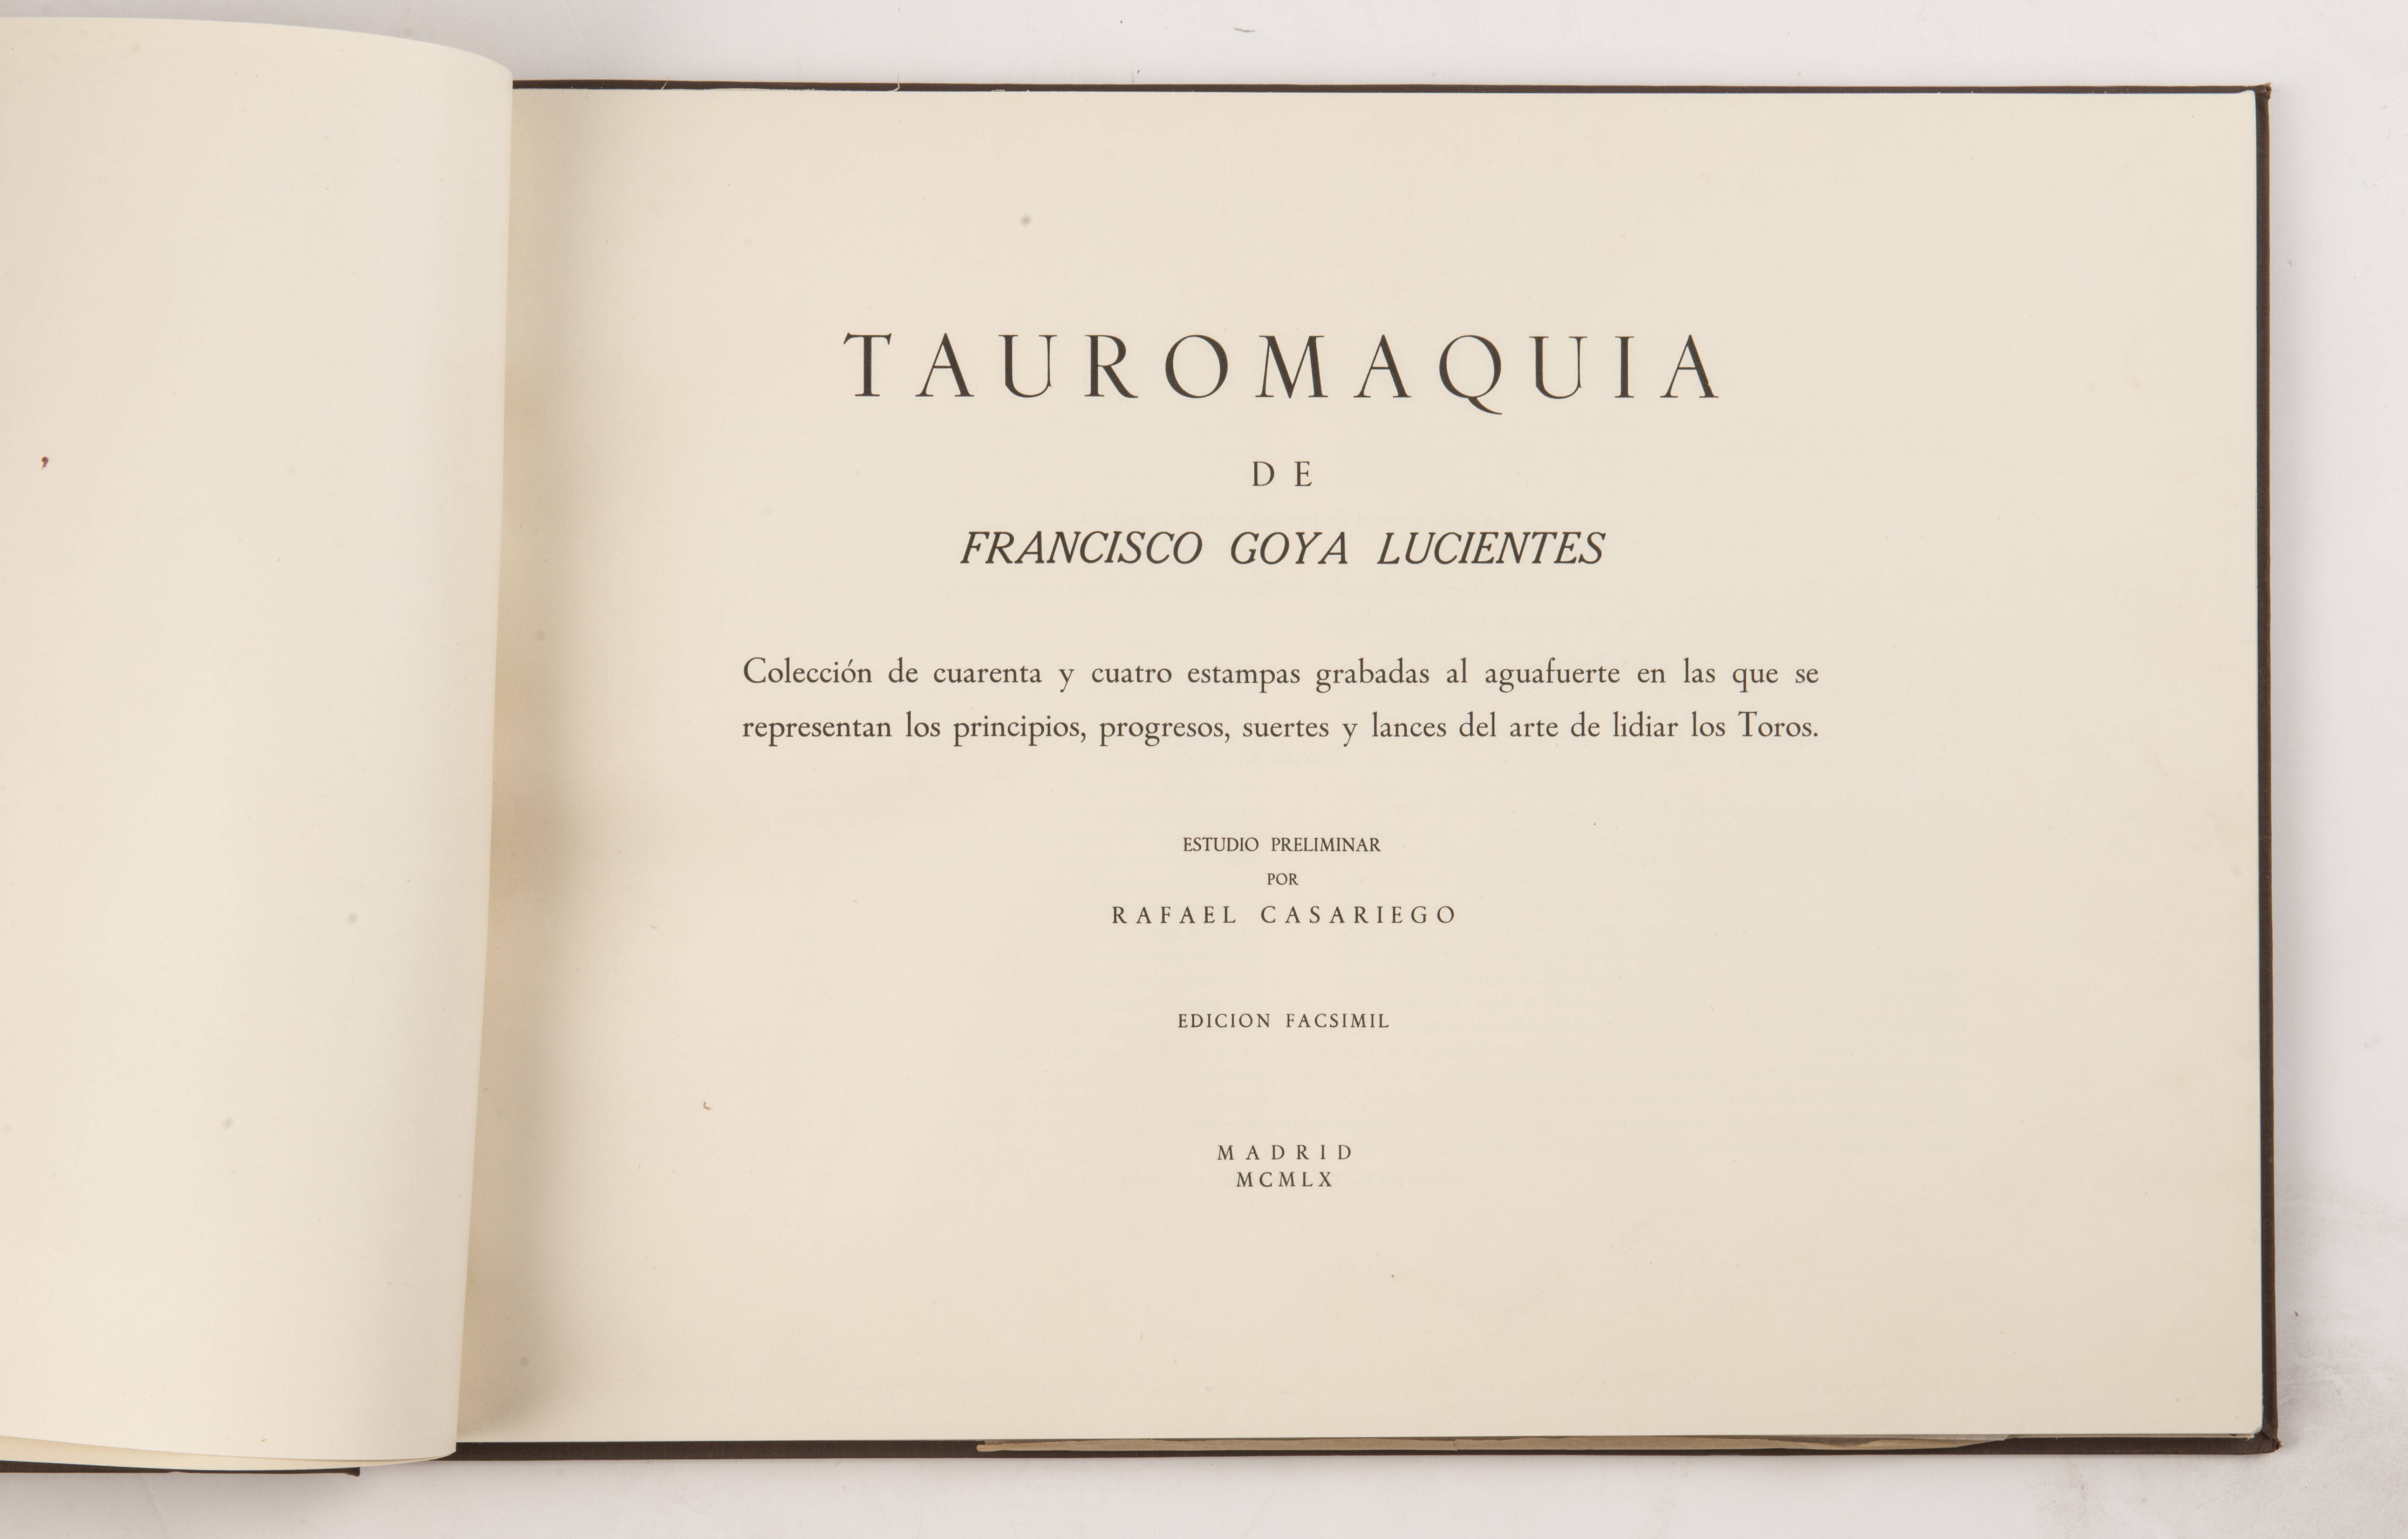 TAUROMAQUIA
DE
FRANCISCO GOYA LUCIENTES
Colección de cuarenta y cuatro estampas grabadas al aguafuerte en las que se
representan los principios, progresos, suertes y lances del arte de lidiar los Toros.
ESTUDIO PRELIMINAR
POR
RAFAEL CASARIEGO
EDICION FACSIMIL
MADRID
MCMLX